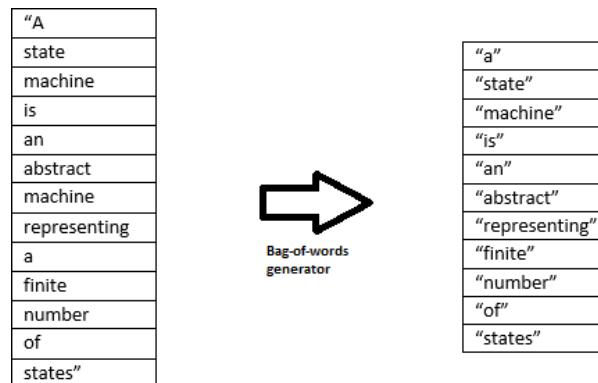 “A
state
machine
is
an
abstract
machine
representing
a
finite
number
of
states”
Bag-of-words
generator
“a”
“state”
“machine”
“is”
“an”
“abstract”
“representing”
“finite”
“number”
“of”
“states”